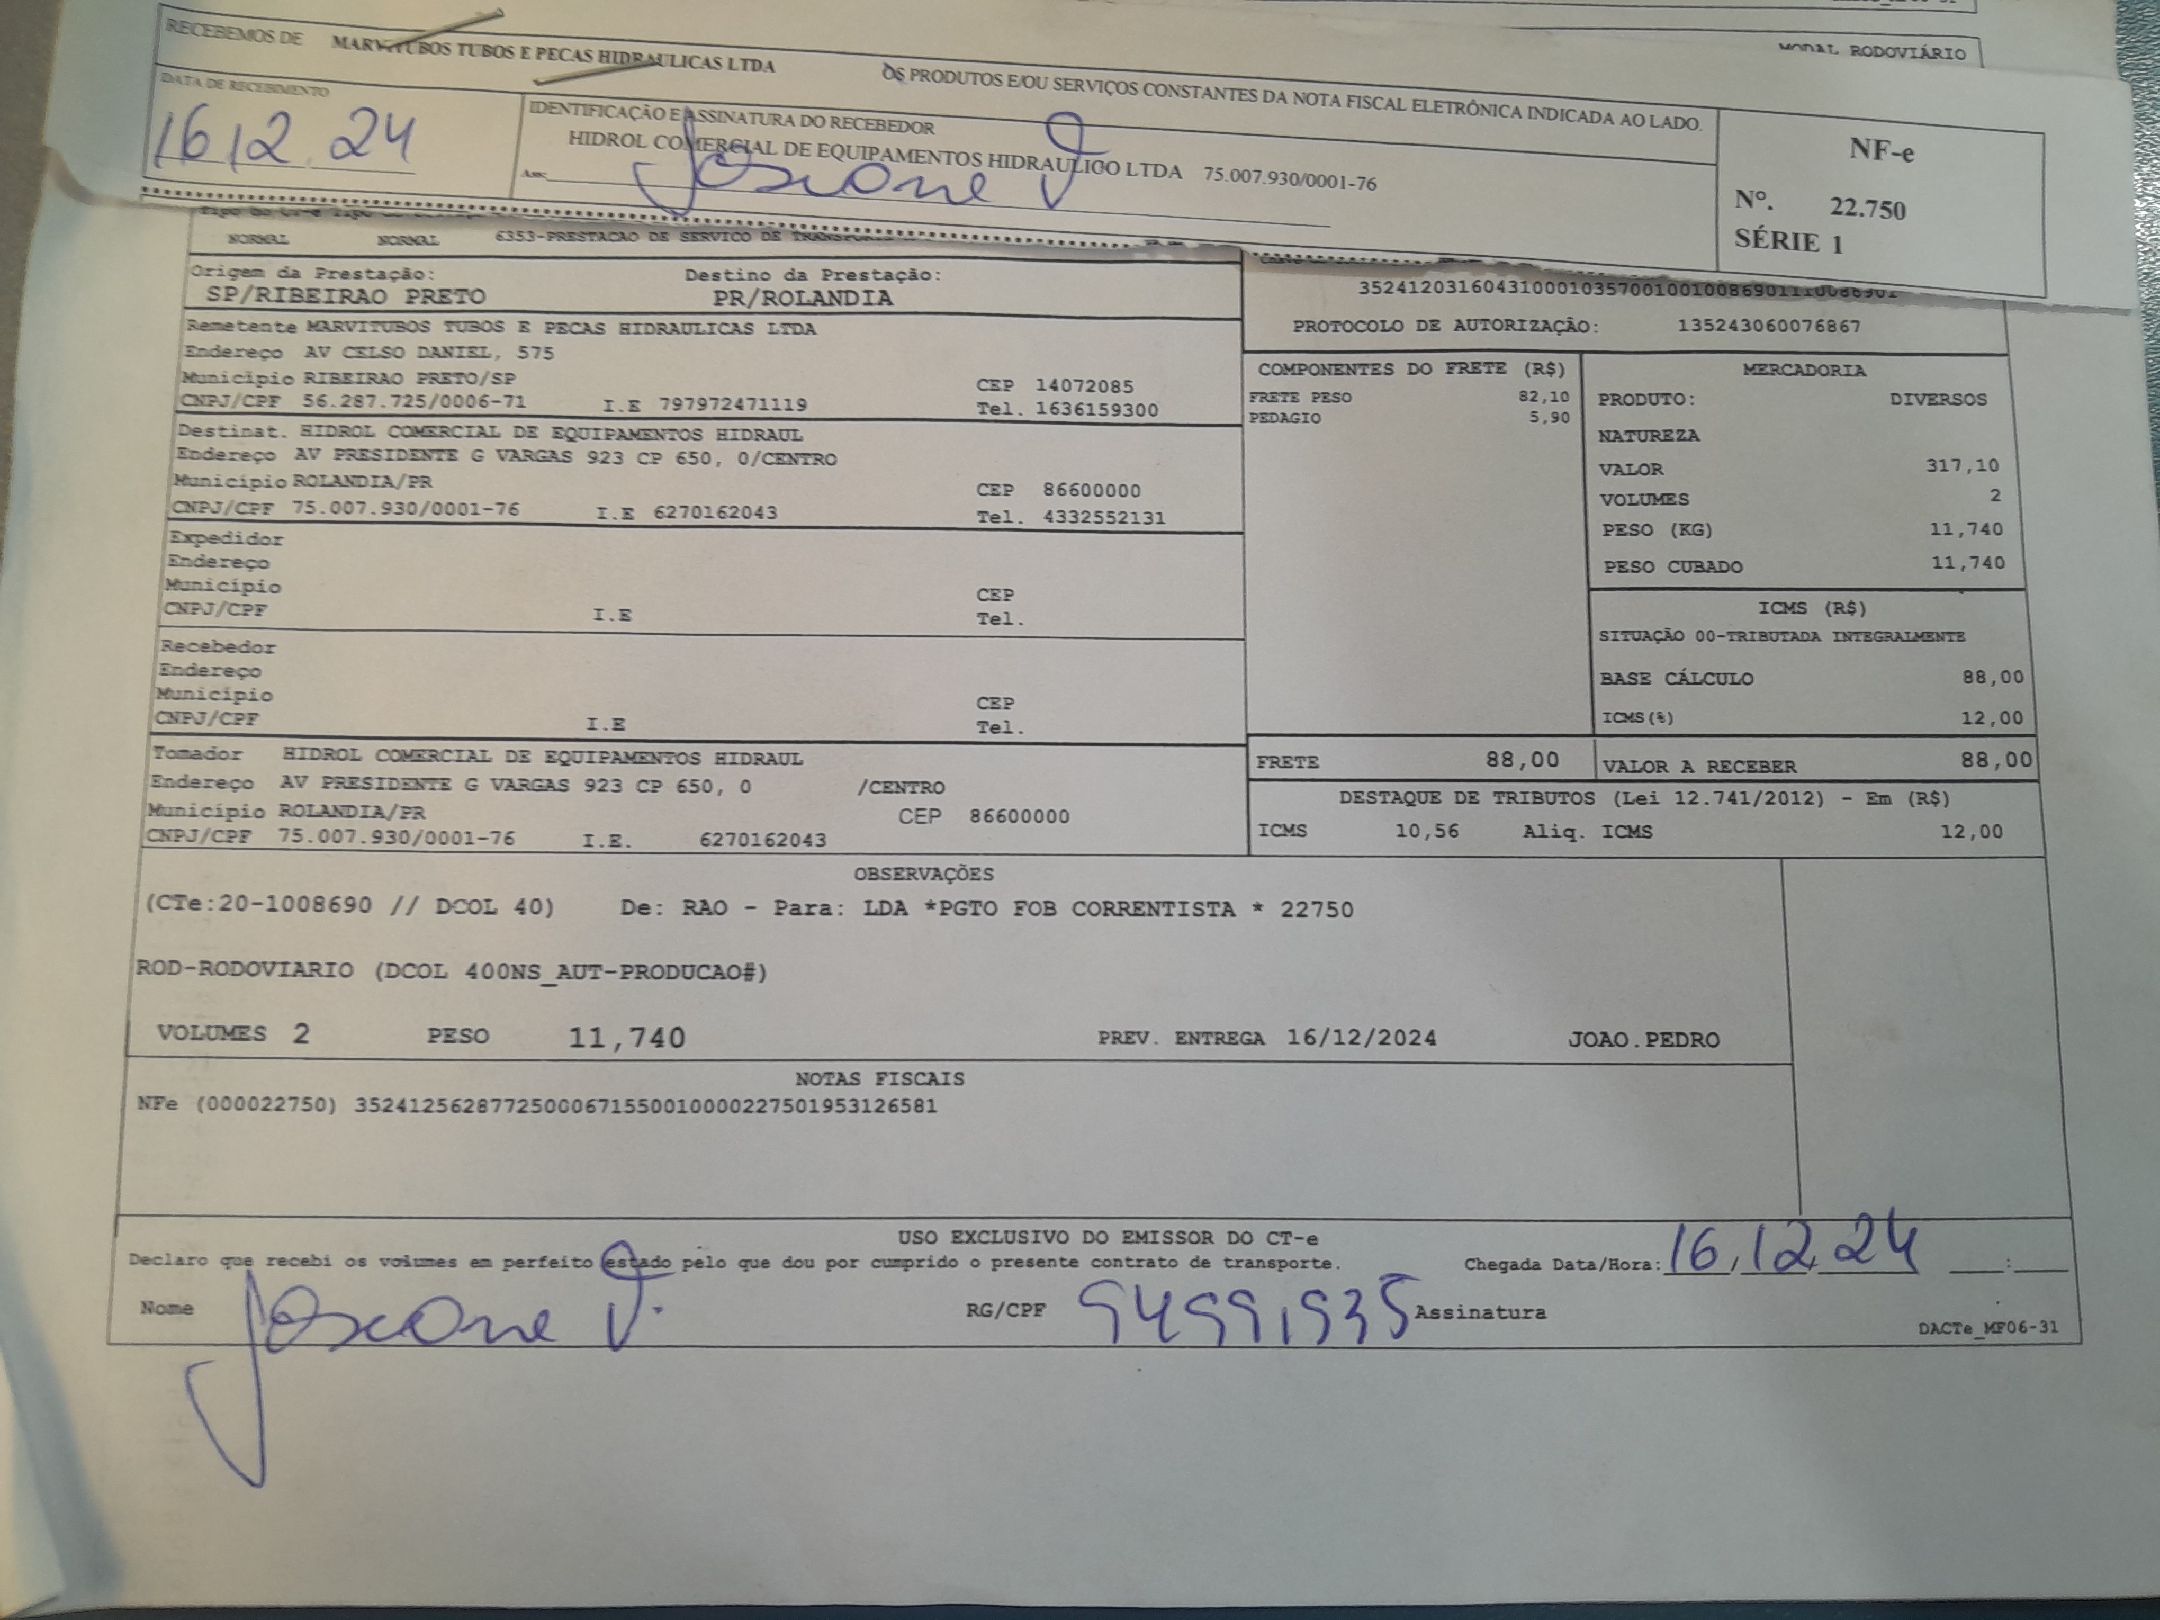 MODAL RODOVIÁRIO
RECEBEMOS DE MARVITUBOS TUBOS E PECAS HIDRAULICAS LTDA OS PRODUTOS E/OU SERVIÇOS CONSTANTES DA NOTA FISCAL ELETRÔNICA INDICADA AO LADO.
DATA DE RECEBIMENTO
16 12 24
IDENTIFICAÇÃO E ASSINATURA DO RECEBEDOR
HIDROL COMERCIAL DE EQUIPAMENTOS HIDRAULICO LTDA 75.007.930/0001-76
Ass:
NF-e
Nº. 22.750
SÉRIE 1
NORMAL NORMAL 6353-PRESTACAO DE SERVICO DE
Origem da Prestação: Destino da Prestação:
SP/RIBEIRAO PRETO PR/ROLANDIA
Remetente MARVITUBOS TUBOS E PECAS HIDRAULICAS LTDA
Endereço AV CELSO DANIEL, 575
Município RIBEIRAO PRETO/SP CEP 14072085
CNPJ/CPF 56.287.725/0006-71 I.E 797972471119 Tel. 1636159300
Destinat. HIDROL COMERCIAL DE EQUIPAMENTOS HIDRAUL
Endereço AV PRESIDENTE G VARGAS 923 CP 650, 0/CENTRO
Município ROLANDIA/PR CEP 86600000
CNPJ/CPF 75.007.930/0001-76 I.E 6270162043 Tel. 4332552131
Expedidor
Endereço
Município CEP
CNPJ/CPF I.E Tel.
Recebedor
Endereço
Município CEP
CNPJ/CPF I.E Tel.
Tomador HIDROL COMERCIAL DE EQUIPAMENTOS HIDRAUL
Endereço AV PRESIDENTE G VARGAS 923 CP 650, 0 /CENTRO
Município ROLANDIA/PR CEP 86600000
CNPJ/CPF 75.007.930/0001-76 I.E. 6270162043
PROTOCOLO DE AUTORIZAÇÃO: 135243060076867
COMPONENTES DO FRETE (R$)
FRETE PESO 82,10
PEDAGIO 5,90
MERCADORIA
PRODUTO: DIVERSOS
NATUREZA
VALOR 317,10
VOLUMES 2
PESO (KG) 11,740
PESO CUBADO 11,740
ICMS (R$)
SITUAÇÃO 00-TRIBUTADA INTEGRALMENTE
BASE CÁLCULO 88,00
ICMS(%) 12,00
FRETE 88,00 VALOR A RECEBER 88,00
DESTAQUE DE TRIBUTOS (Lei 12.741/2012) - Em (R$)
ICMS 10,56 Aliq. ICMS 12,00
OBSERVAÇÕES
(CTe:20-1008690 // DCOL 40) De: RAO - Para: LDA *PGTO FOB CORRENTISTA * 22750
ROD-RODOVIARIO (DCOL 400NS_AUT-PRODUCAO#)
VOLUMES 2 PESO 11,740 PREV. ENTREGA 16/12/2024 JOAO.PEDRO
NOTAS FISCAIS
NFe (000022750) 35241256287725000671550010000227501953126581
USO EXCLUSIVO DO EMISSOR DO CT-e
Declaro que recebi os volumes em perfeito estado pelo que dou por cumprido o presente contrato de transporte. Chegada Data/Hora: 16/12/24 :
Nome RG/CPF Assinatura
DACTe_MF06-31